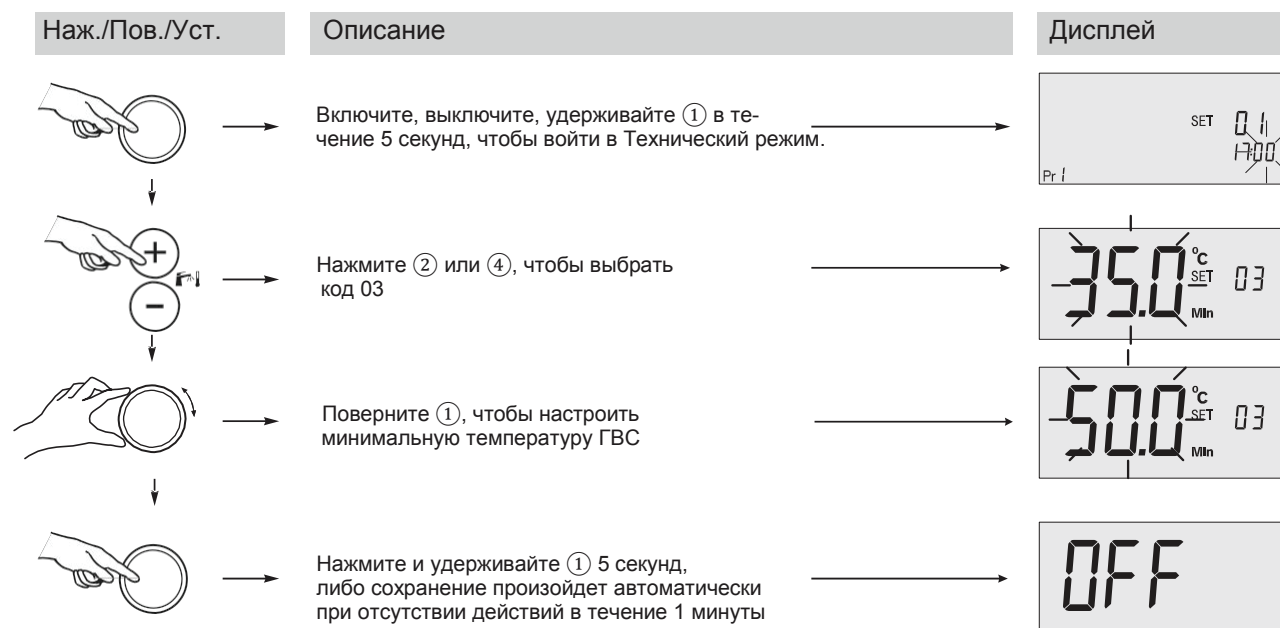 Наж./Пов./Уст.
Описание
Дисплей
Включите, выключите, удерживайте ① в те-
чение 5 секунд, чтобы войти в Технический режим.
SET 01
17:00
Pr 1
+
−
Нажмите ② или ④, чтобы выбрать
код 03
35.0 °C SET 03
MIn
Поверните ①, чтобы настроить
минимальную температуру ГВС
50.0 °C SET 03
MIn
Нажмите и удерживайте ① 5 секунд,
либо сохранение произойдет автоматически
при отсутствии действий в течение 1 минуты
OFF